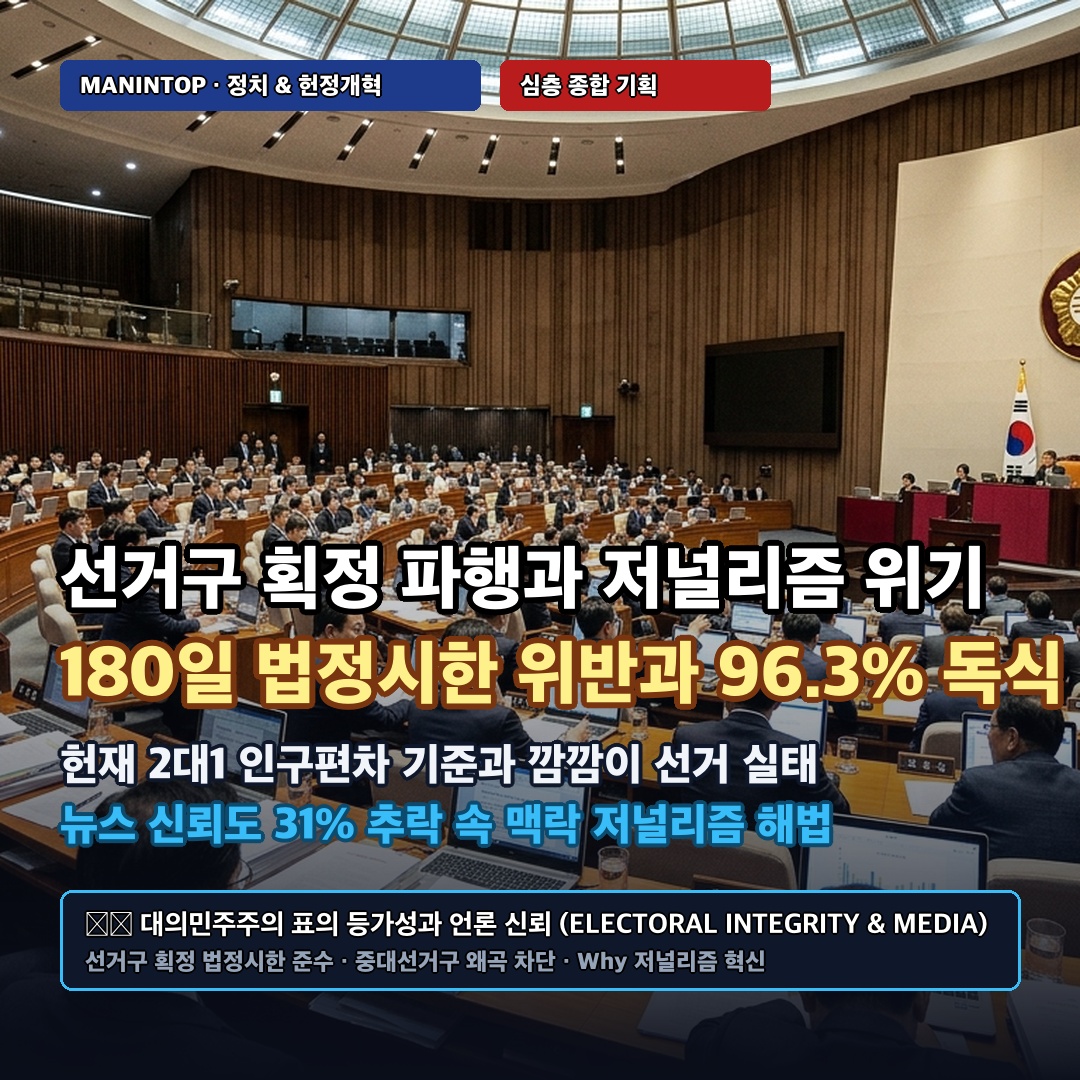 MANINTOP · 정치 & 헌정개혁
심층 종합 기획
선거구 획정 파행과 저널리즘 위기
180일 법정시한 위반과 96.3% 독식
헌재 2대1 인구편차 기준과 깜깜이 선거 실태
뉴스 신뢰도 31% 추락 속 맥락 저널리즘 해법
대의민주주의 표의 등가성과 언론 신뢰 (ELECTORAL INTEGRITY & MEDIA)
선거구 획정 법정시한 준수 · 중대선거구 왜곡 차단 · Why 저널리즘 혁신